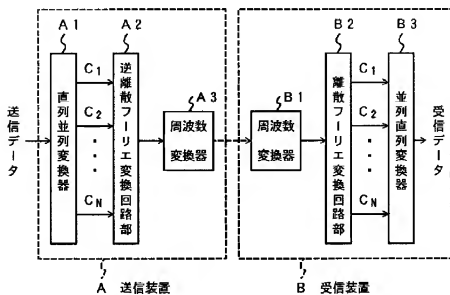 A1
A2
A3
B1
B2
B3
送信データ
直列並列変換器
C1
C2
CN
逆離散フーリエ変換回路部
周波数
変換器
周波数
変換器
離散フーリエ変換回路部
C1
C2
CN
並列直列変換器
受信データ
A 送信装置
B 受信装置